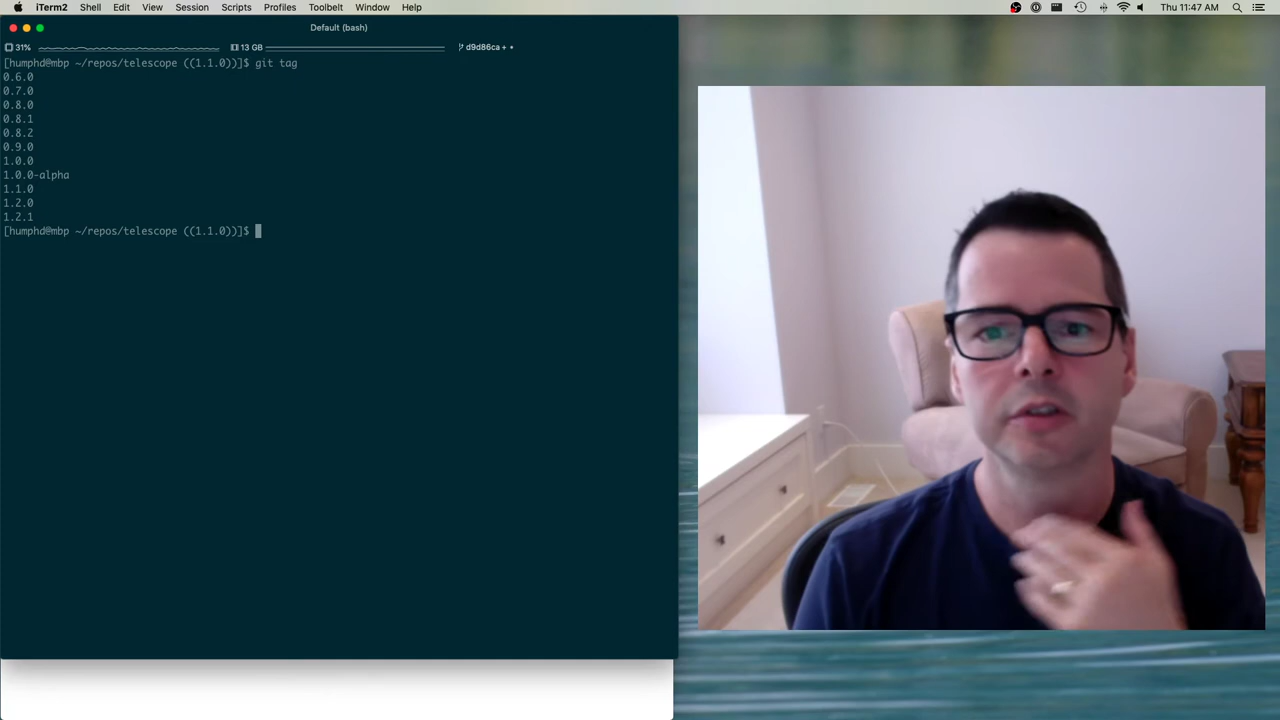 iTerm2 Shell Edit View Session Scripts Profiles Toolbelt Window Help
Thu 11:47 AM
Default (bash)
31% 13 GB d9d86ca + •
[humphd@mbp ~/repos/telescope ((1.1.0))]$ git tag
0.6.0
0.7.0
0.8.0
0.8.1
0.8.2
0.9.0
1.0.0
1.0.0-alpha
1.1.0
1.2.0
1.2.1
[humphd@mbp ~/repos/telescope ((1.1.0))]$